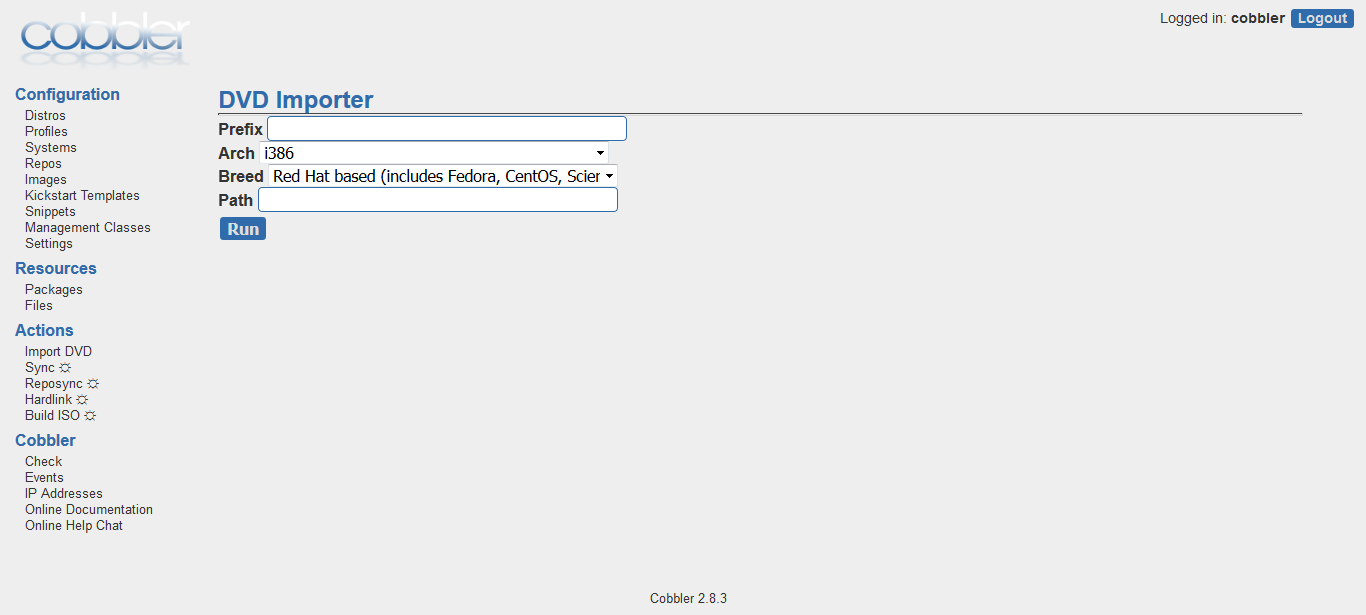 cobbler
Logged in: cobbler Logout
Configuration
Distros
Profiles
Systems
Repos
Images
Kickstart Templates
Snippets
Management Classes
Settings
Resources
Packages
Files
Actions
Import DVD
Sync ☼
Reposync ☼
Hardlink ☼
Build ISO ☼
Cobbler
Check
Events
IP Addresses
Online Documentation
Online Help Chat
DVD Importer
Prefix
Arch i386
Breed Red Hat based (includes Fedora, CentOS, Scier
Path
Run
Cobbler 2.8.3